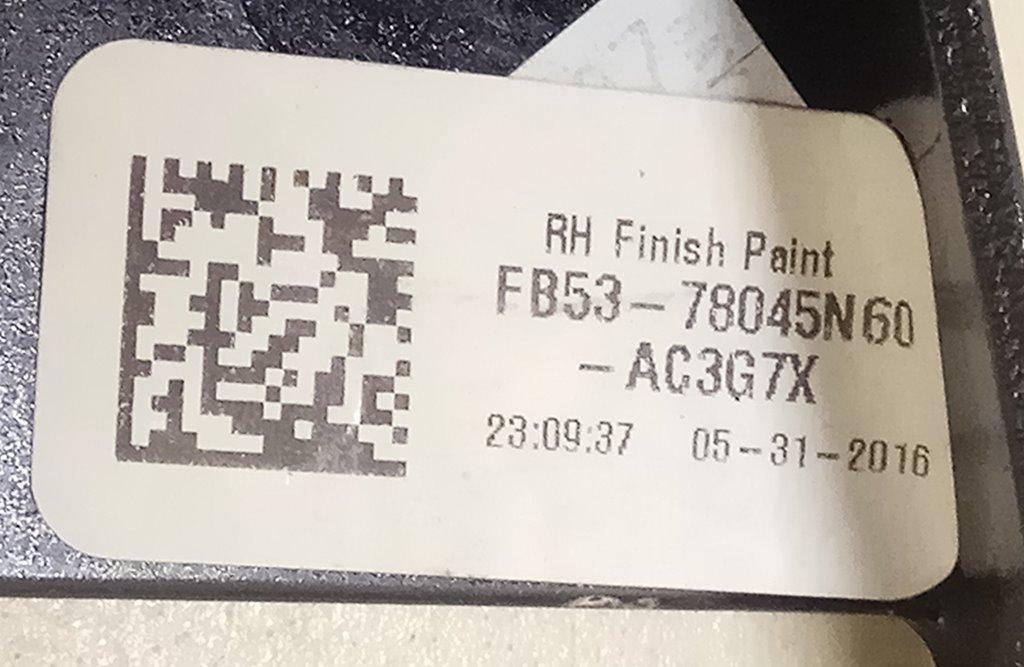 RH Finish Paint
FB53-78045N60
-AC3G7X
23:09:37 05-31-2016